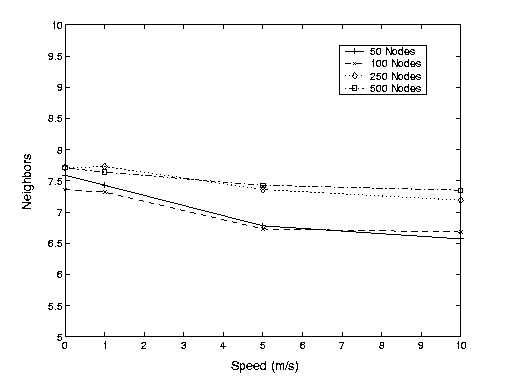 10
9.5
9
8.5
8
7.5
7
6.5
6
5.5
5
Neighbors
50 Nodes
100 Nodes
250 Nodes
500 Nodes
0 1 2 3 4 5 6 7 8 9 10
Speed (m/s)